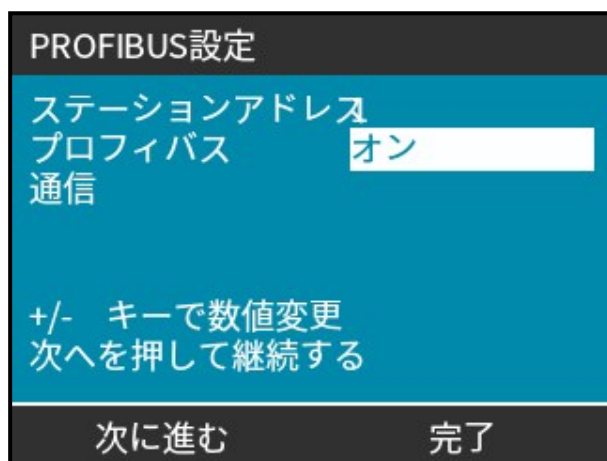 PROFIBUS設定
ステーションアドレス1
プロフィバス オン
通信
+/- キーで数値変更
次へを押して継続する
次に進む 完了